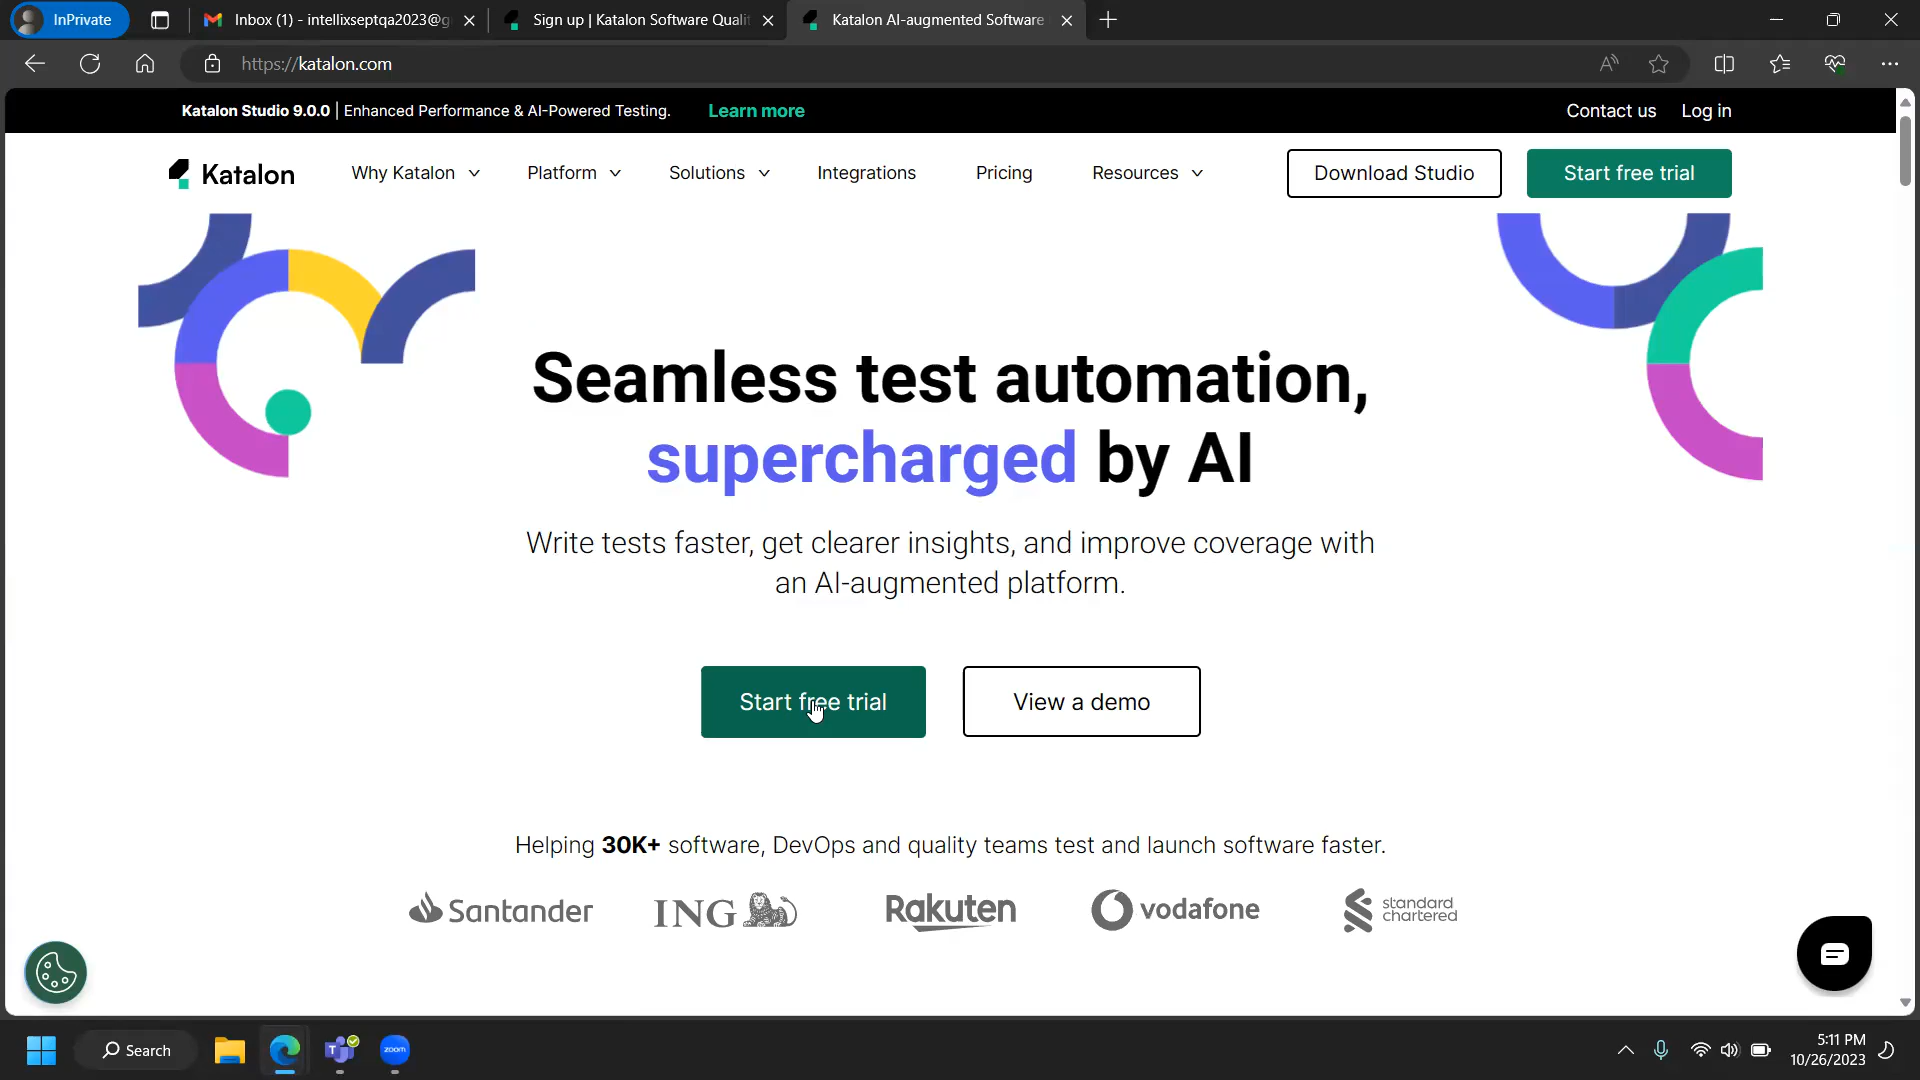 InPrivate
Inbox (1) - intellixseptqa2023@g
Sign up | Katalon Software Qualit
Katalon AI-augmented Software
https://katalon.com
Katalon Studio 9.0.0 | Enhanced Performance & AI-Powered Testing. Learn more
Contact us Log in
Katalon
Why Katalon Platform Solutions Integrations Pricing Resources
Download Studio Start free trial
Seamless test automation,
supercharged by AI
Write tests faster, get clearer insights, and improve coverage with
an AI-augmented platform.
Start free trial View a demo
Helping 30K+ software, DevOps and quality teams test and launch software faster.
Santander ING Rakuten vodafone standard
chartered
Search
zoom
5:11 PM
10/26/2023